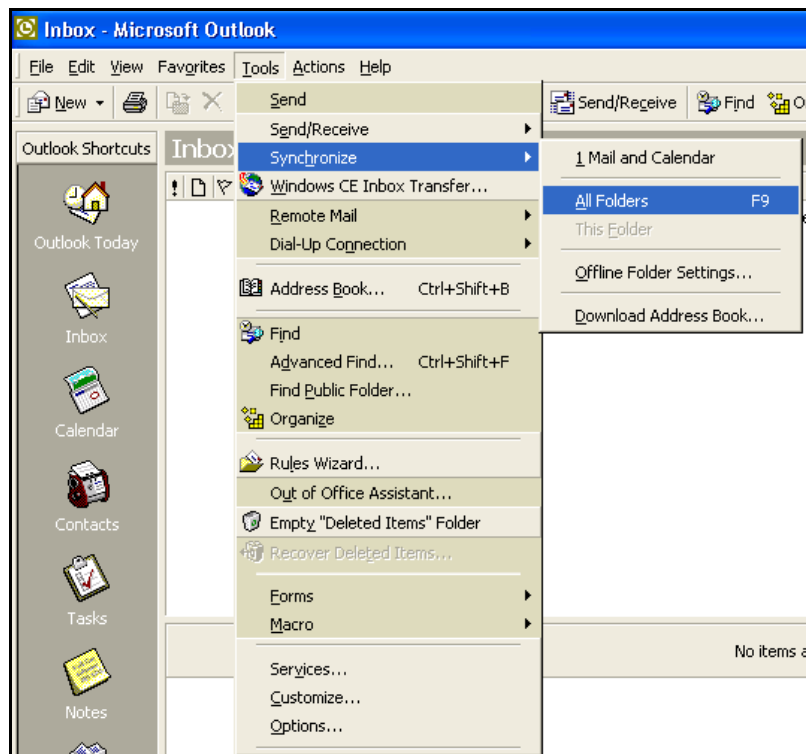 Inbox - Microsoft Outlook
File Edit View Favorites Tools Actions Help
New Send/Receive Find
Outlook Shortcuts
Outlook Today
Inbox
Calendar
Contacts
Tasks
Notes
Send
Send/Receive
Synchronize
Windows CE Inbox Transfer...
Remote Mail
Dial-Up Connection
Address Book... Ctrl+Shift+B
Find
Advanced Find... Ctrl+Shift+F
Find Public Folder...
Organize
Rules Wizard...
Out of Office Assistant...
Empty "Deleted Items" Folder
Recover Deleted Items...
Forms
Macro
Services...
Customize...
Options...
1 Mail and Calendar
All Folders F9
This Folder
Offline Folder Settings...
Download Address Book...
No items